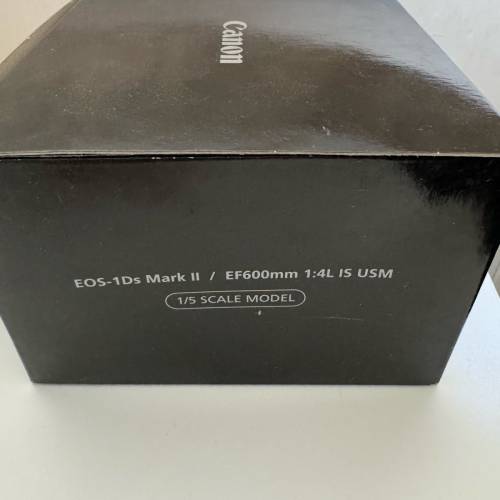 Canon
EOS-1Ds Mark II / EF600mm 1:4L IS USM
1/5 SCALE MODEL